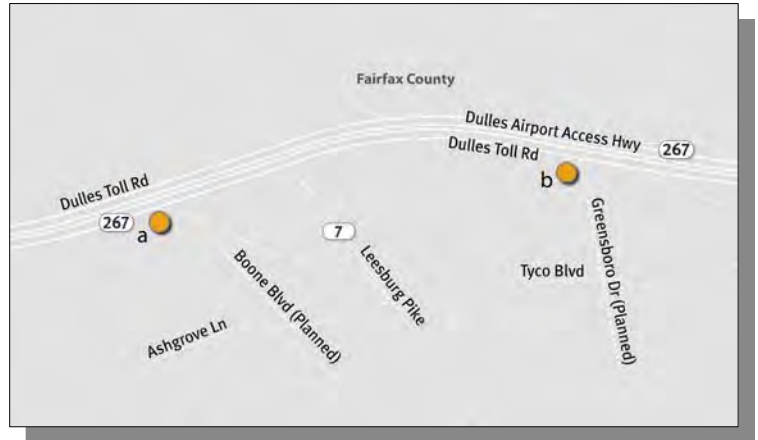 Fairfax County
Dulles Airport Access Hwy
267
Dulles Toll Rd
b
Dulles Toll Rd
267
a
7
Greensboro Dr (Planned)
Boone Blvd (Planned)
Leesburg Pike
Tyco Blvd
Ashgrove Ln